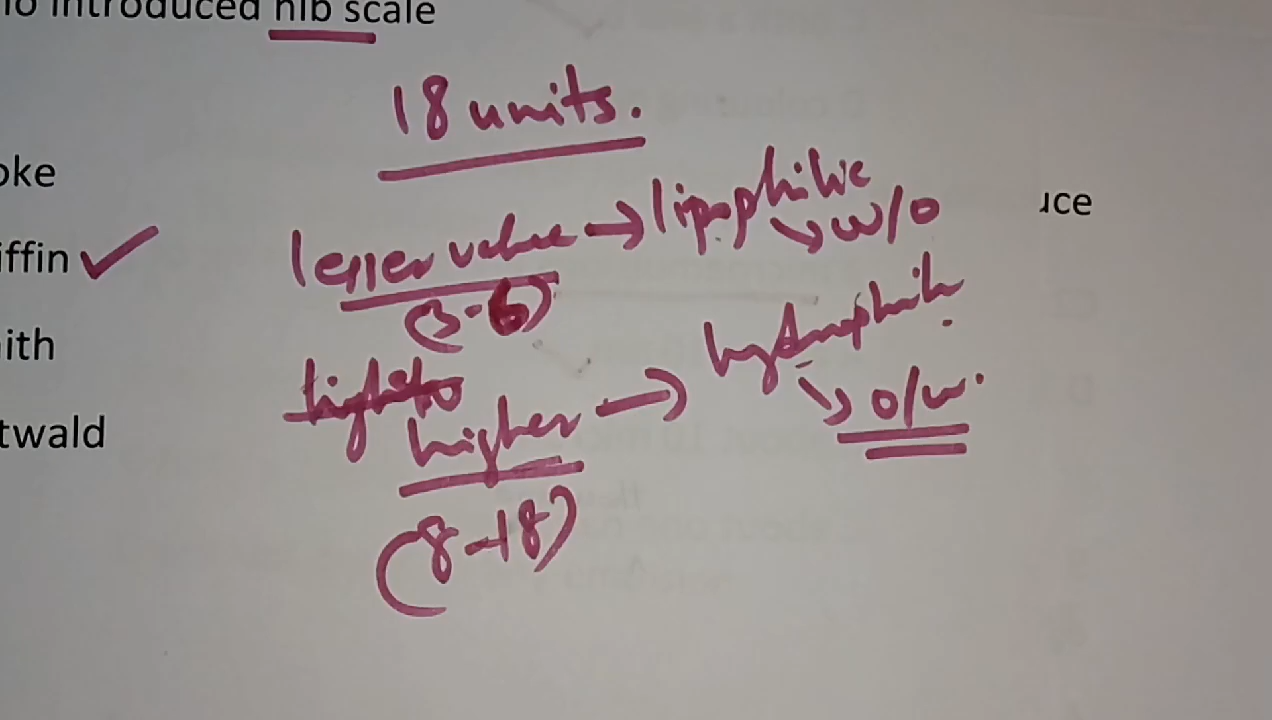 lo introduced hlb scale
18 units.
oke
uce
lesser value → lipophilic
↘ w/o
iffin ✓
(3-6)
hydrophilic
ith
higher →
↘ o/w.
twald
(8-18)